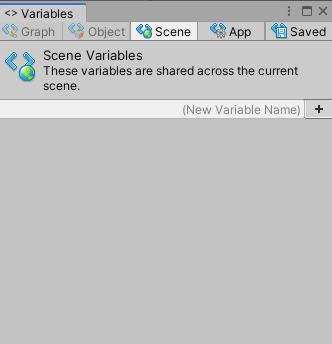 <> Variables
Graph Object Scene App Saved
Scene Variables
These variables are shared across the current
scene.
(New Variable Name) +